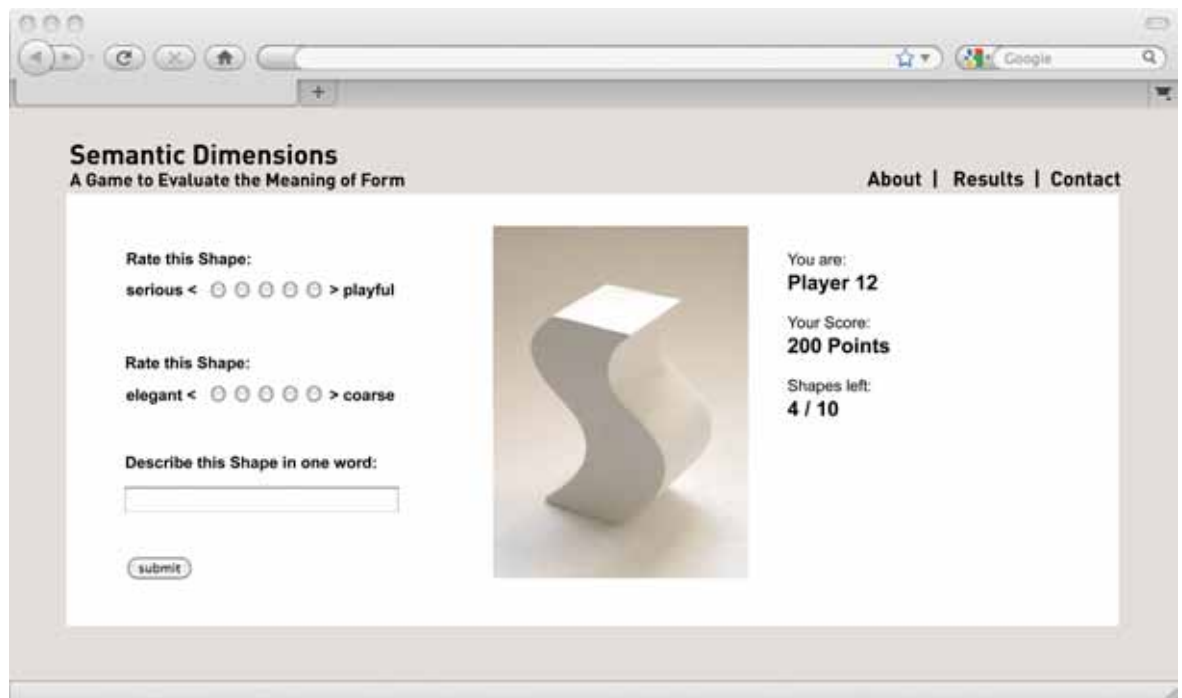 Google
Semantic Dimensions
A Game to Evaluate the Meaning of Form
About | Results | Contact
Rate this Shape:
serious < > playful
Rate this Shape:
elegant < > coarse
Describe this Shape in one word:
submit
You are:
Player 12
Your Score:
200 Points
Shapes left:
4 / 10